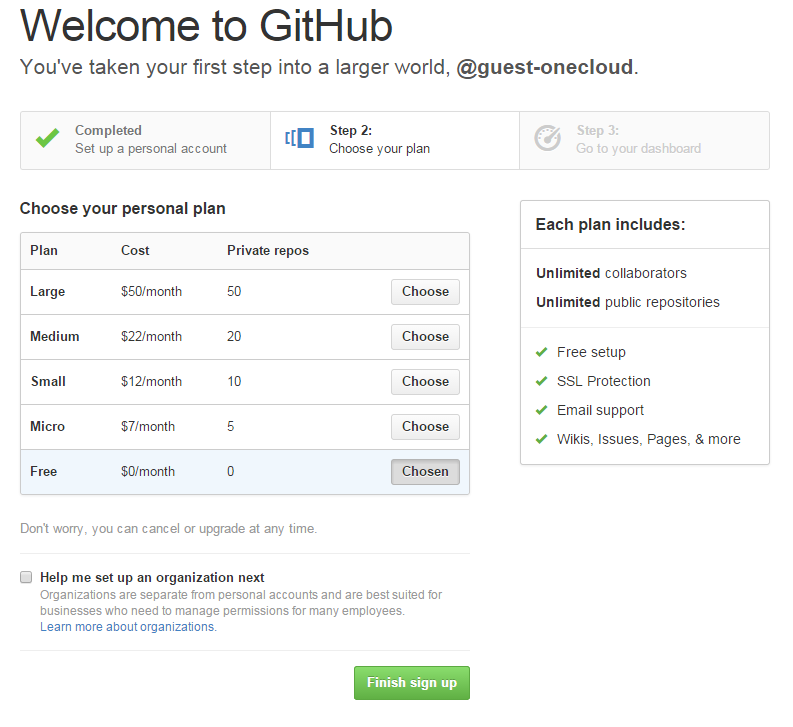 Welcome to GitHub
You've taken your first step into a larger world, @guest-onecloud.
Completed
Set up a personal account
Step 2:
Choose your plan
Step 3:
Go to your dashboard
Choose your personal plan
Plan Cost Private repos
Large $50/month 50 Choose
Medium $22/month 20 Choose
Small $12/month 10 Choose
Micro $7/month 5 Choose
Free $0/month 0 Chosen
Don't worry, you can cancel or upgrade at any time.
Help me set up an organization next
Organizations are separate from personal accounts and are best suited for
businesses who need to manage permissions for many employees.
Learn more about organizations.
Finish sign up
Each plan includes:
Unlimited collaborators
Unlimited public repositories
Free setup
SSL Protection
Email support
Wikis, Issues, Pages, & more